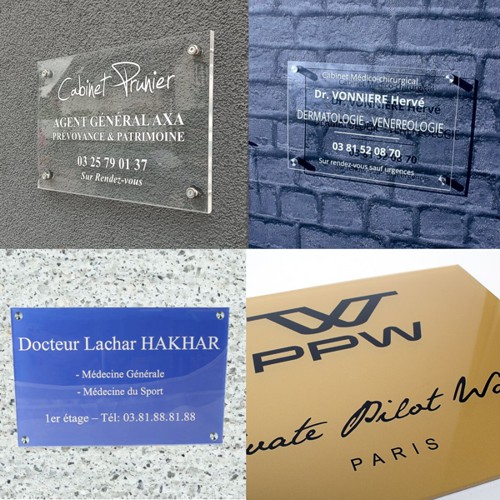 Cabinet Prunier
AGENT GÉNÉRAL AXA
PRÉVOYANCE & PATRIMOINE
03 25 79 01 37
Sur Rendez-vous
Cabinet Médico-chirurgical
Dr. VONNIERE Hervé
DERMATOLOGIE - VENEREOLOGIE
03 81 52 08 70
Sur rendez-vous sauf urgences
Docteur Lachar HAKHAR
- Médecine Générale
- Médecine du Sport
1er étage – Tél: 03.81.88.81.88
PPW
Pilot
PARIS